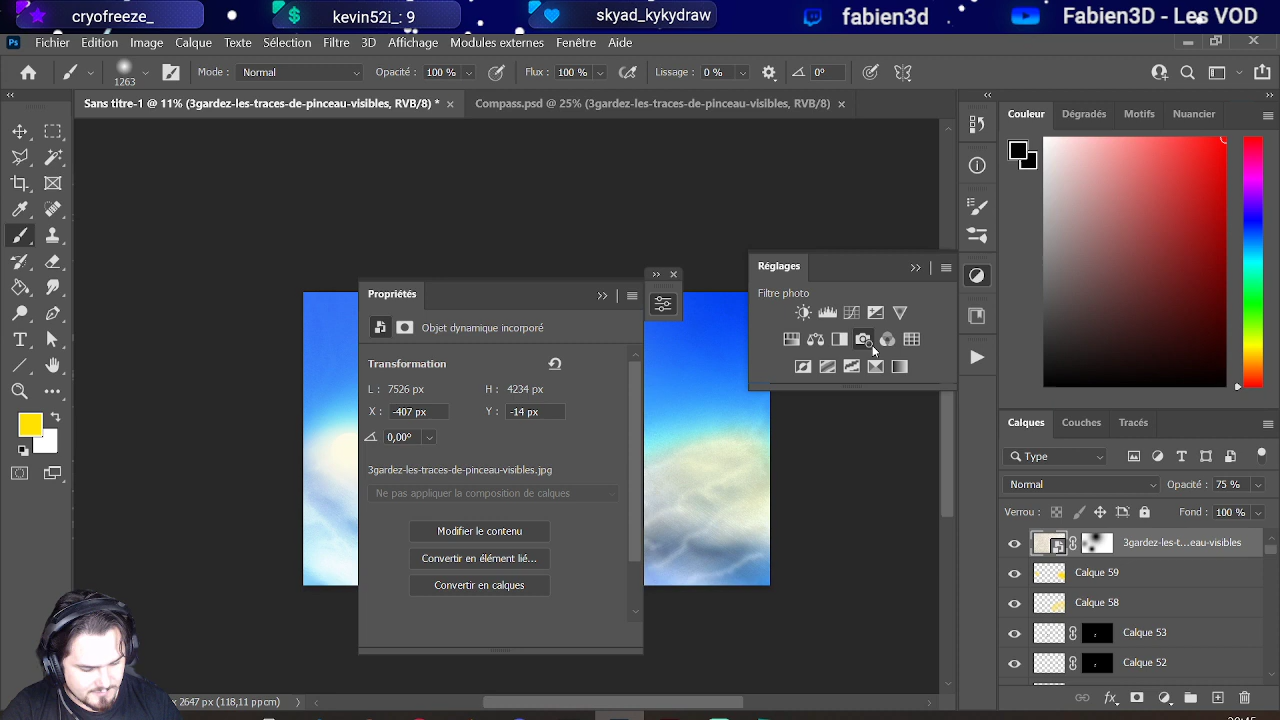 cryofreeze_
kevin52i_: 9
skyad_kykydraw
fabien3d
Fabien3D - Les VOD
Ps Fichier Edition Image Calque Texte Sélection Filtre 3D Affichage Modules externes Fenêtre Aide
1263 Mode : Normal Opacité : 100 % Flux : 100 % Lissage : 0 % 0°
Sans titre-1 @ 11% (3gardez-les-traces-de-pinceau-visibles, RVB/8) * Compass.psd @ 25% (3gardez-les-traces-de-pinceau-visibles, RVB/8)
Couleur Dégradés Motifs Nuancier
Réglages
Filtre photo
Propriétés
Objet dynamique incorporé
Transformation
L : 7526 px H : 4234 px
X : -407 px Y : -14 px
0,00°
3gardez-les-traces-de-pinceau-visibles.jpg
Ne pas appliquer la composition de calques
Modifier le contenu
Convertir en élément lié...
Convertir en calques
Calques Couches Tracés
Type
Normal Opacité : 75 %
Verrou : Fond : 100 %
3gardez-les-t...eau-visibles
Calque 59
Calque 58
Calque 53
Calque 52
x 2647 px (118,11 ppcm)
fx